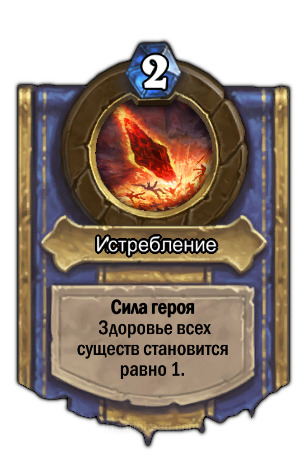 2
Истребление
Сила героя
Здоровье всех
существ становится
равно 1.